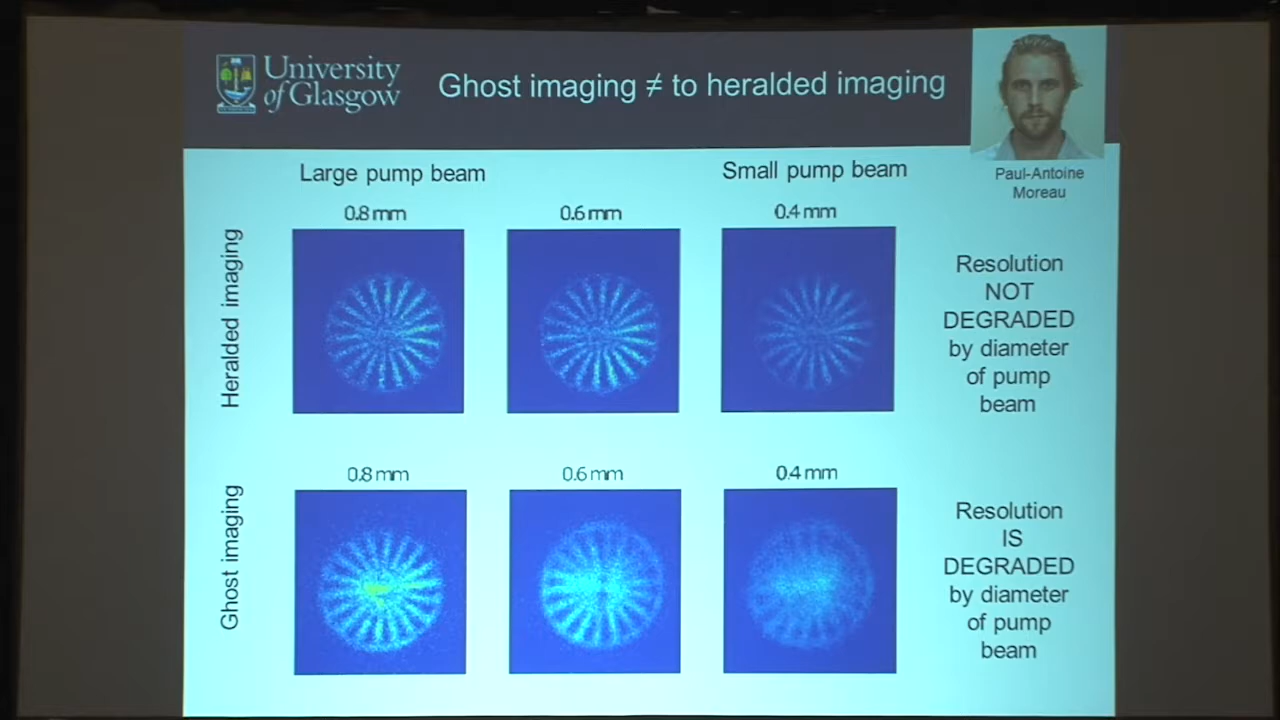 University
of Glasgow
Ghost imaging ≠ to heralded imaging
Paul-Antoine
Moreau
Large pump beam
Small pump beam
0.8 mm
0.6 mm
0.4 mm
Heralded imaging
Resolution
NOT
DEGRADED
by diameter
of pump
beam
0.8 mm
0.6 mm
0.4 mm
Ghost imaging
Resolution
IS
DEGRADED
by diameter
of pump
beam